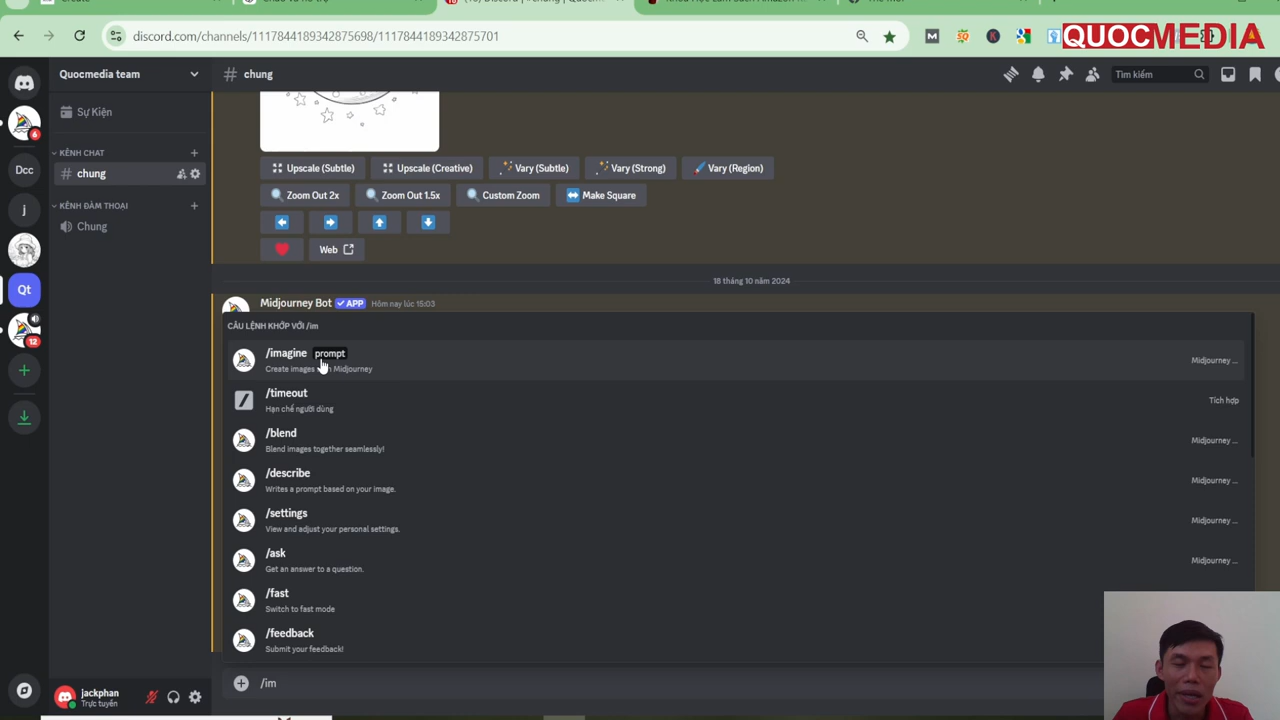 QUOCMEDIA
discord.com/channels/1117844189342875698/1117844189342875701
Quocmedia team
chung
Tìm kiếm
Sự Kiện
6
KÊNH CHAT
Dcc
chung
Upscale (Subtle)
Upscale (Creative)
Vary (Subtle)
Vary (Strong)
Vary (Region)
Zoom Out 2x
Zoom Out 1.5x
Custom Zoom
Make Square
j
KÊNH ĐÀM THOẠI
Chung
Web
18 tháng 10 năm 2024
Qt
12
Midjourney Bot
APP
Hôm nay lúc 15:03
CÂU LỆNH KHỚP VỚI /im
/imagine prompt
Create images Midjourney
Midjourney ...
/timeout
Hạn chế người dùng
Tích hợp
/blend
Blend images together seamlessly!
Midjourney ...
/describe
Writes a prompt based on your image.
Midjourney ...
/settings
View and adjust your personal settings.
Midjourney ...
/ask
Get an answer to a question.
Midjourney ...
/fast
Switch to fast mode
/feedback
Submit your feedback!
/im
jackphan
Trực tuyến